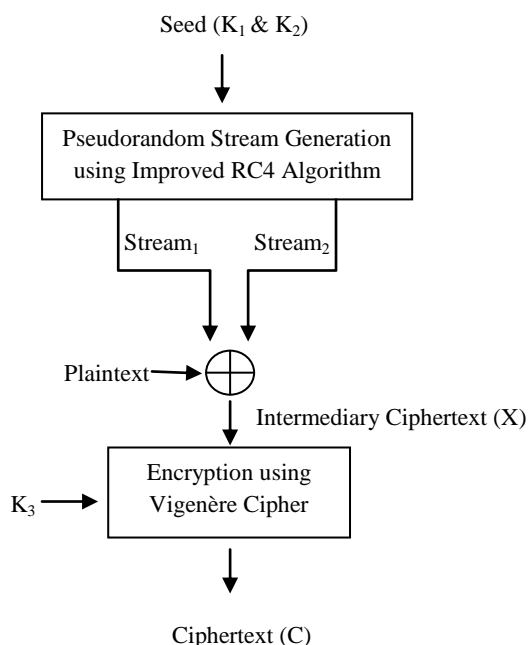 Seed (K₁ & K₂)
Pseudorandom Stream Generation
using Improved RC4 Algorithm
Stream₁
Stream₂
Plaintext
Intermediary Ciphertext (X)
Encryption using
Vigenère Cipher
K₃
Ciphertext (C)